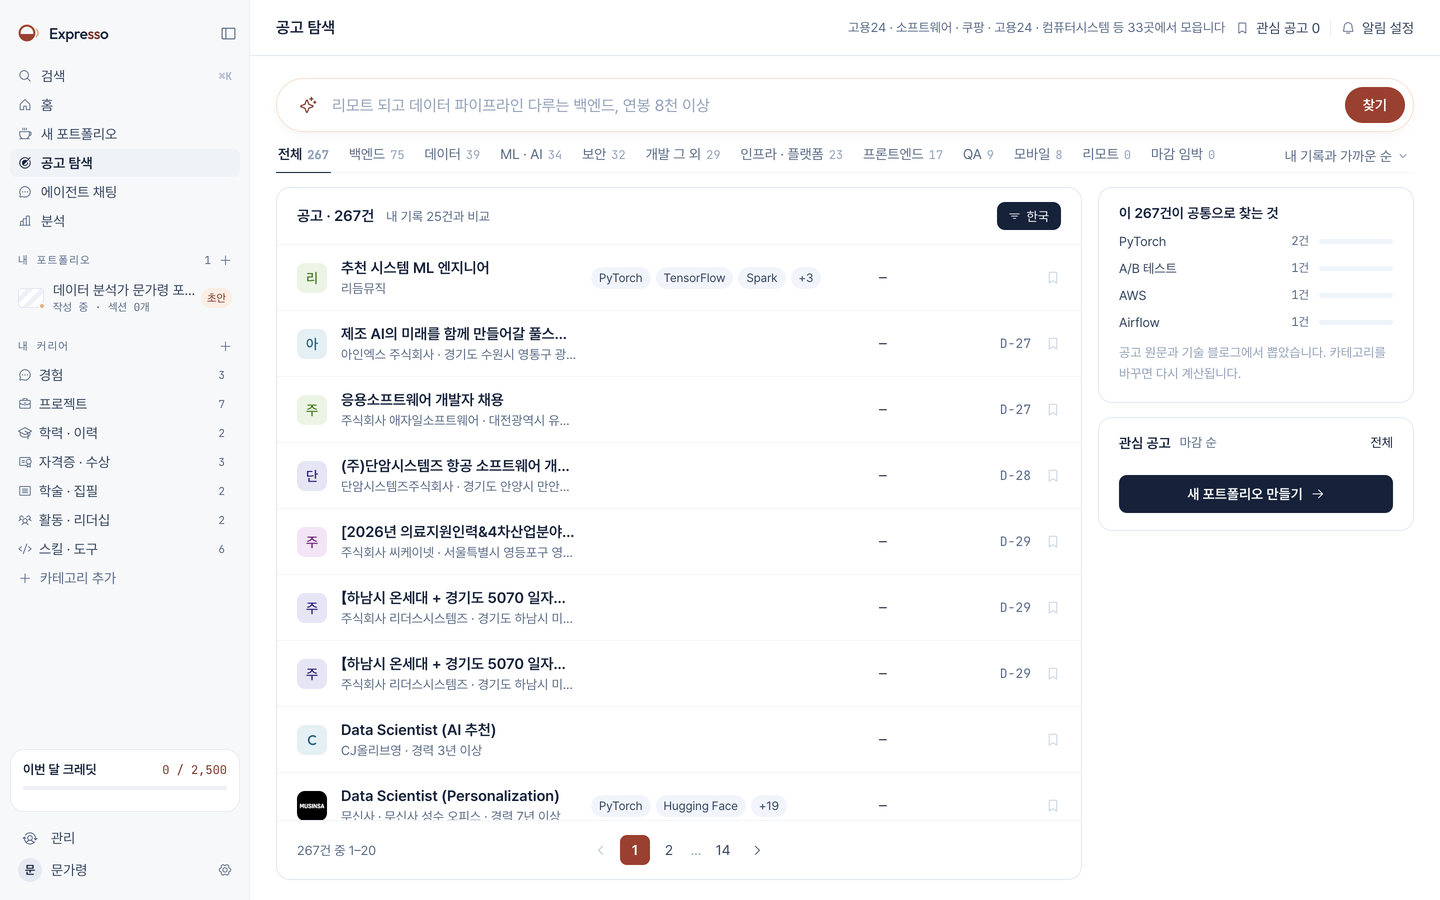 Expresso
검색 ⌘K
홈
새 포트폴리오
공고 탐색
에이전트 채팅
분석
내 포트폴리오 1
데이터 분석가 문가령 포...
초안
작성 중 · 섹션 0개
내 커리어
경험 3
프로젝트 7
학력 · 이력 2
자격증 · 수상 3
학술 · 집필 2
활동 · 리더십 2
스킬 · 도구 6
카테고리 추가
이번 달 크레딧 0 / 2,500
관리
문 문가령
공고 탐색
고용24 · 소프트웨어 · 쿠팡 · 고용24 · 컴퓨터시스템 등 33곳에서 모읍니다 관심 공고 0 알림 설정
리모트 되고 데이터 파이프라인 다루는 백엔드, 연봉 8천 이상 찾기
전체 267 백엔드 75 데이터 39 ML · AI 34 보안 32 개발 그 외 29 인프라 · 플랫폼 23 프론트엔드 17 QA 9 모바일 8 리모트 0 마감 임박 0 내 기록과 가까운 순
공고 · 267건 내 기록 25건과 비교 한국
리 추천 시스템 ML 엔지니어 PyTorch TensorFlow Spark +3 –
리듬뮤직
아 제조 AI의 미래를 함께 만들어갈 풀스... – D-27
아인엑스 주식회사 · 경기도 수원시 영통구 광...
주 응용소프트웨어 개발자 채용 – D-27
주식회사 애자일소프트웨어 · 대전광역시 유...
단 (주)단암시스템즈 항공 소프트웨어 개... – D-28
단암시스템즈주식회사 · 경기도 안양시 만안...
주 [2026년 의료지원인력&4차산업분야... – D-29
주식회사 씨케이넷 · 서울특별시 영등포구 영...
주 [하남시 온세대 + 경기도 5070 일자... – D-29
주식회사 리더스시스템즈 · 경기도 하남시 미...
주 [하남시 온세대 + 경기도 5070 일자... – D-29
주식회사 리더스시스템즈 · 경기도 하남시 미...
C Data Scientist (AI 추천) –
CJ올리브영 · 경력 3년 이상
MUSINSA Data Scientist (Personalization) PyTorch Hugging Face +19 –
무신사 · 무신사 성수 오피스 · 경력 7년 이상
267건 중 1–20 1 2 ... 14
이 267건이 공통으로 찾는 것
PyTorch 2건
A/B 테스트 1건
AWS 1건
Airflow 1건
공고 원문과 기술 블로그에서 뽑았습니다. 카테고리를
바꾸면 다시 계산됩니다.
관심 공고 마감 순 전체
새 포트폴리오 만들기 →